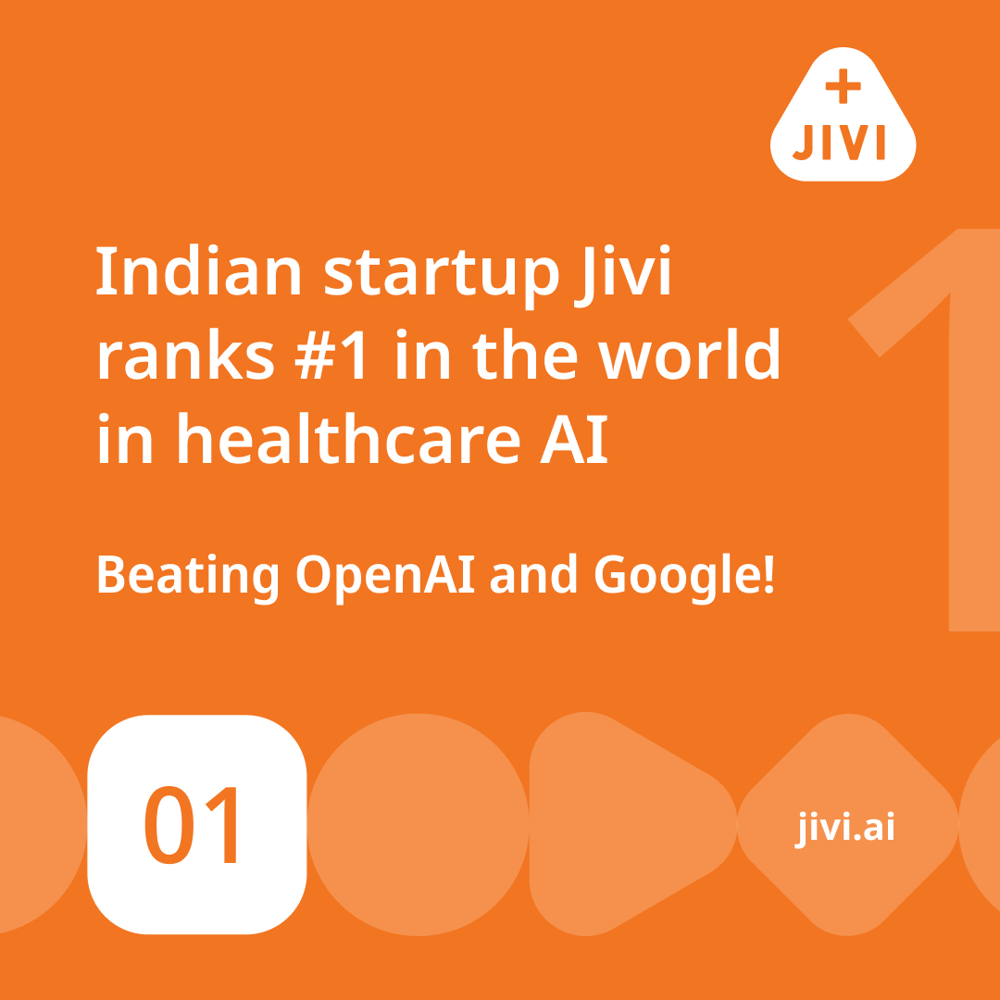 +
JIVI
Indian startup Jivi
ranks #1 in the world
in healthcare AI
1
Beating OpenAI and Google!
01
jivi.ai